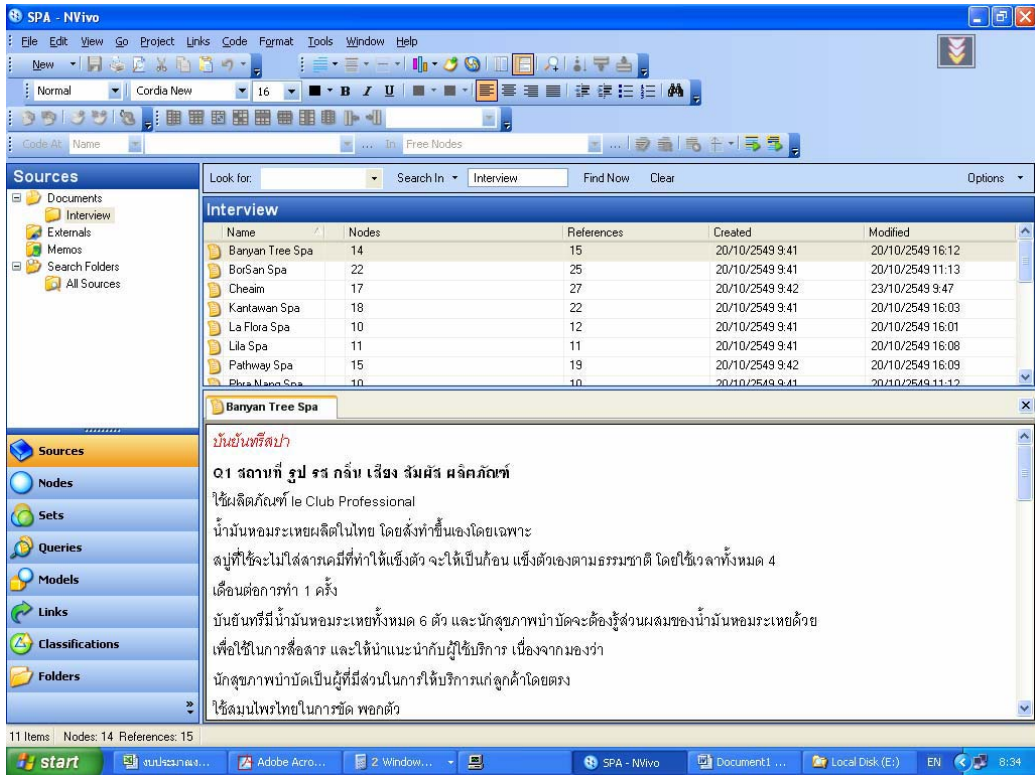 SPA - NVivo
File Edit View Go Project Links Code Format Tools Window Help
New
Normal Cordia New 16 B I U
Code At Name ... In Free Nodes ...
Sources
Documents
Interview
Externals
Memos
Search Folders
All Sources
Look for: Search In Interview Find Now Clear Options
Interview
Name Nodes References Created Modified
Banyan Tree Spa 14 15 20/10/2549 9:41 20/10/2549 16:12
BorSan Spa 22 25 20/10/2549 9:41 20/10/2549 11:13
Cheaim 17 27 20/10/2549 9:42 23/10/2549 9:47
Kantawan Spa 18 22 20/10/2549 9:41 20/10/2549 16:03
La Flora Spa 10 12 20/10/2549 9:41 20/10/2549 16:01
Lila Spa 11 11 20/10/2549 9:41 20/10/2549 16:08
Pathway Spa 15 19 20/10/2549 9:42 20/10/2549 16:09
Phra Nang Spa 10 10 20/10/2549 9:41 20/10/2549 11:12
Banyan Tree Spa
บันยันทรีสปา
Q1 สถานที่ รูป รส กลิ่น เสียง สัมผัส ผลิตภัณฑ์
ใช้ผลิตภัณฑ์ le Club Professional
น้ำมันหอมระเหยผลิตในไทย โดยสั่งทำขึ้นเองโดยเฉพาะ
สบู่ที่ใช้จะไม่ใส่สารเคมีที่ทำให้แข็งตัว จะให้เป็นก้อน แข็งตัวเองตามธรรมชาติ โดยใช้เวลาทั้งหมด 4
เดือนต่อการทำ 1 ครั้ง
บันยันทรีมีน้ำมันหอมระเหยทั้งหมด 6 ตัว และนักสุขภาพบำบัดจะต้องรู้ส่วนผสมของน้ำมันหอมระเหยด้วย
เพื่อใช้ในการสื่อสาร และให้นำแนะนำกับผู้ใช้บริการ เนื่องจากมองว่า
นักสุขภาพบำบัดเป็นผู้ที่มีส่วนในการให้บริการแก่ลูกค้าโดยตรง
ใช้สมุนไพรไทยในการขัด พอกตัว
Sources
Nodes
Sets
Queries
Models
Links
Classifications
Folders
11 Items Nodes: 14 References: 15
start งบประมาณง... Adobe Acro... 2 Window... SPA - NVivo Document1 ... Local Disk (E:) EN 8:34